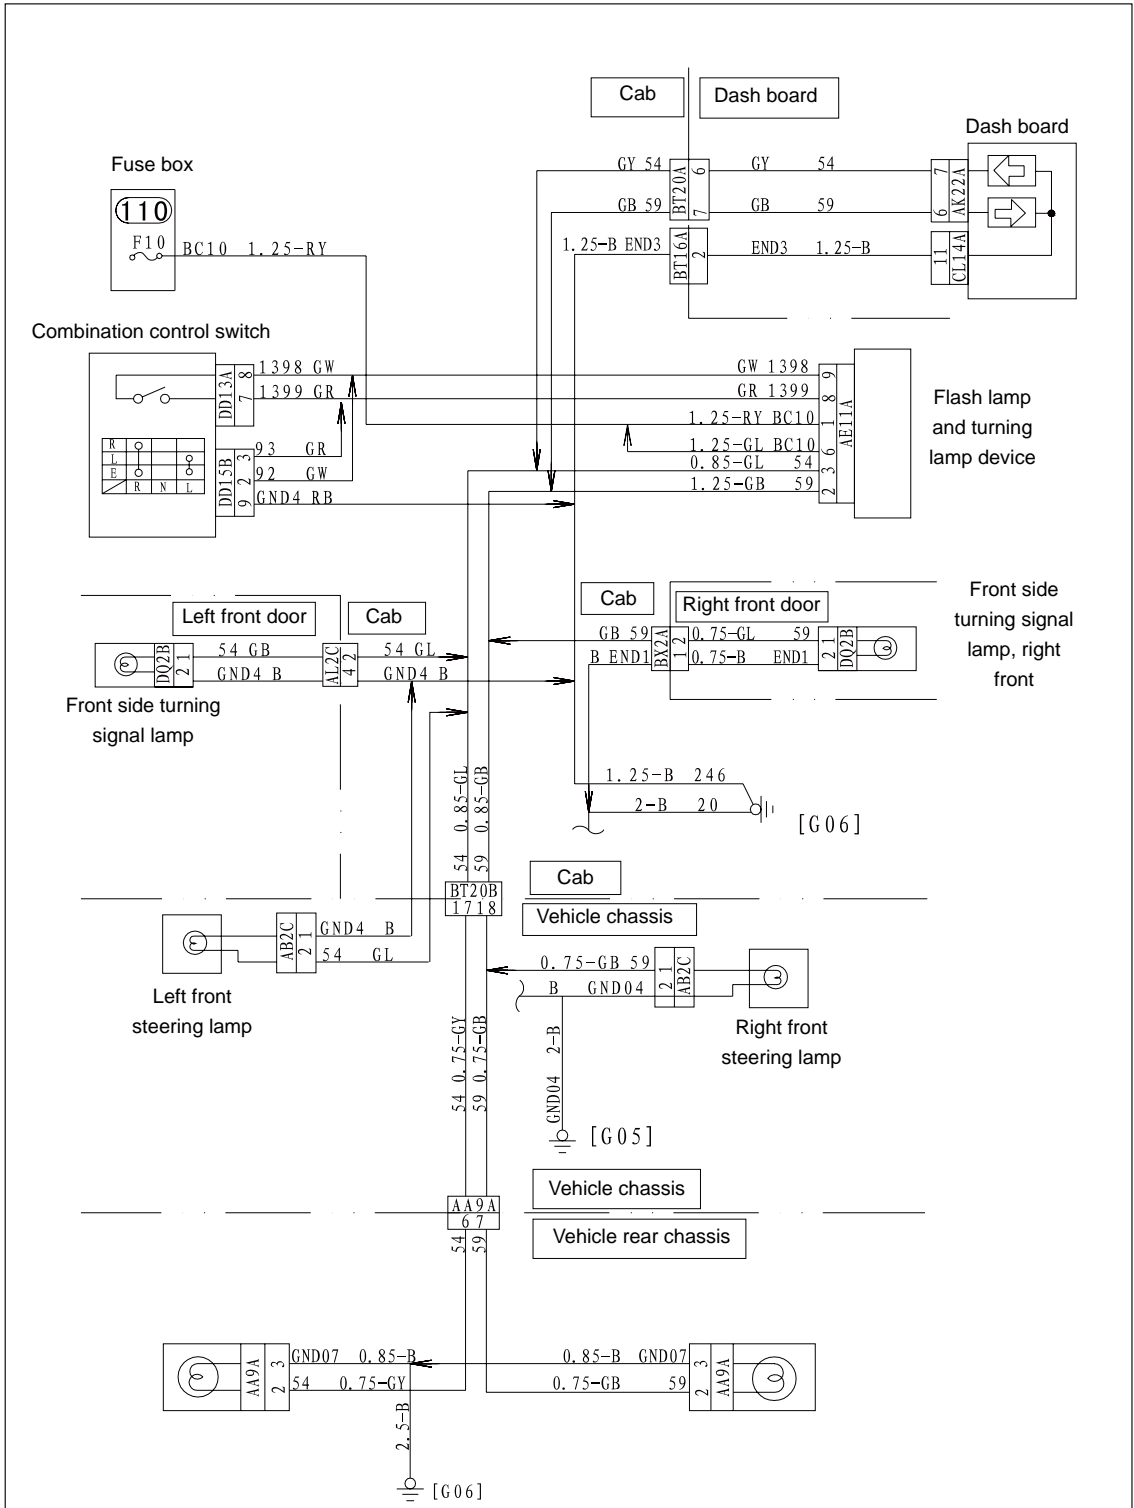 Cab
Dash board
Dash board
Fuse box
110
F10
BC10 1.25-RY
GY 54
BT20A
6
7
GY 54
7
6
AK22A
GB 59
GB 59
1.25-B END3
BT16A
2
END3 1.25-B
11
CL14A
Combination control switch
DD13A
8
7
1398 GW
1399 GR
GW 1398
GR 1399
1.25-RY BC10
1.25-GL BC10
0.85-GL 54
1.25-GB 59
9
8
1
6
3
2
AE11A
Flash lamp
and turning
lamp device
R
L
E
R N L
DD15B
3
2
9
93 GR
92 GW
GND4 RB
Left front door
Cab
DQ2B
2 1
54 GB
GND4 B
AL2C
4 2
54 GL
GND4 B
Front side turning
signal lamp
Cab
Right front door
GB 59
B END1
BX2A
1 2
0.75-GL 59
0.75-B END1
2 1
DQ2B
Front side
turning signal
lamp, right
front
1.25-B 246
2-B 20
[G06]
54 0.85-GL
59 0.85-GB
BT20B
1718
Cab
Vehicle chassis
AB2C
2 1
GND4 B
54 GL
Left front
steering lamp
0.75-GB 59
B GND04
2 1
AB2C
Right front
steering lamp
54 0.75-GY
59 0.75-GB
GND04 2-B
[G05]
AA9A
67
Vehicle chassis
Vehicle rear chassis
54
59
AA9A
2 3
GND07 0.85-B
54 0.75-GY
0.85-B GND07
0.75-GB 59
2 3
AA9A
2.5-B
[G06]